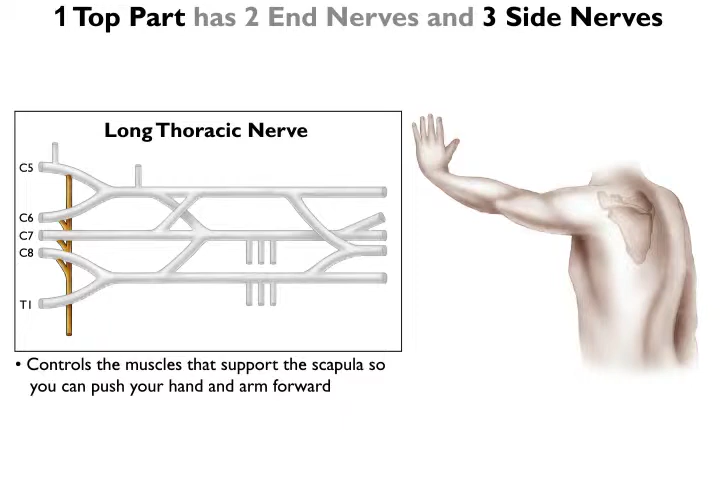 1 Top Part has 2 End Nerves and 3 Side Nerves
Long Thoracic Nerve
C5
C6
C7
C8
T1
• Controls the muscles that support the scapula so
you can push your hand and arm forward